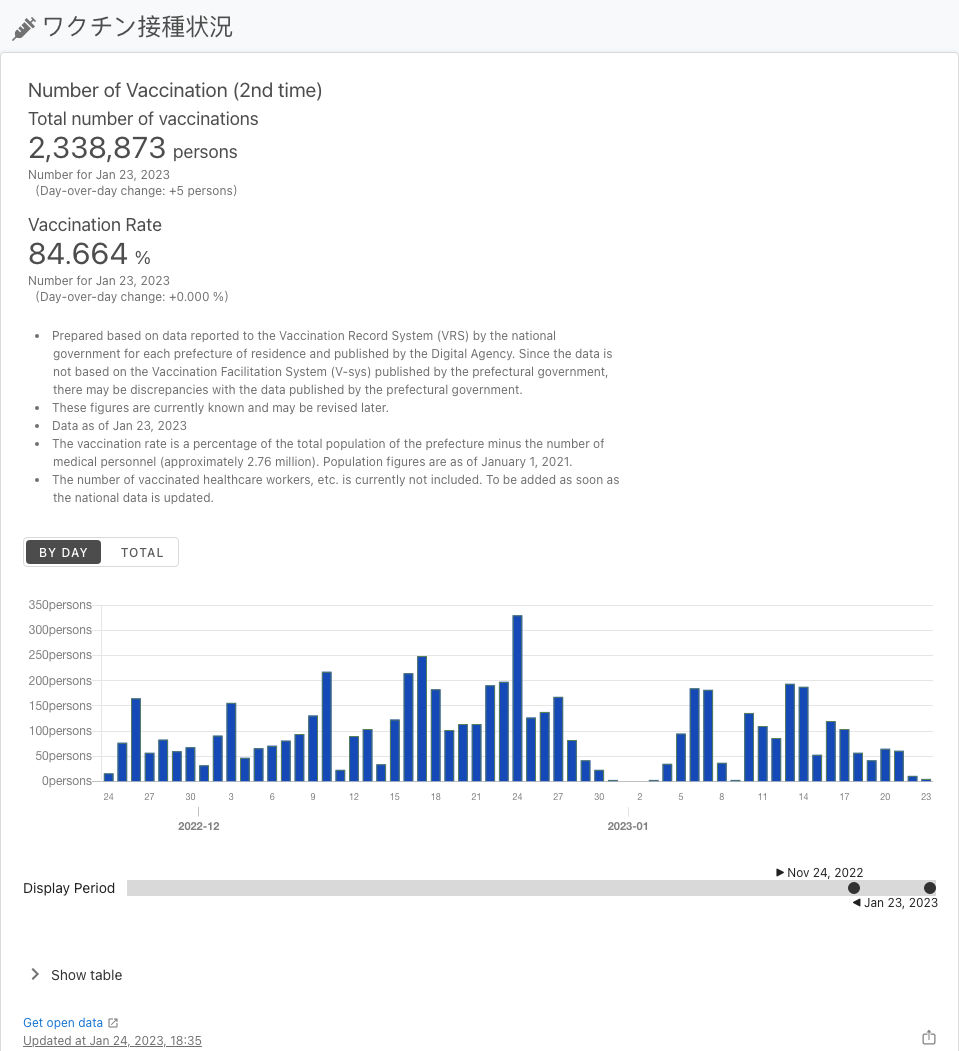 ワクチン接種状況
Number of Vaccination (2nd time)
Total number of vaccinations
2,338,873 persons
Number for Jan 23, 2023
(Day-over-day change: +5 persons)
Vaccination Rate
84.664 %
Number for Jan 23, 2023
(Day-over-day change: +0.000 %)
• Prepared based on data reported to the Vaccination Record System (VRS) by the national
government for each prefecture of residence and published by the Digital Agency. Since the data is
not based on the Vaccination Facilitation System (V-sys) published by the prefectural government,
there may be discrepancies with the data published by the prefectural government.
• These figures are currently known and may be revised later.
• Data as of Jan 23, 2023
• The vaccination rate is a percentage of the total population of the prefecture minus the number of
medical personnel (approximately 2.76 million). Population figures are as of January 1, 2021.
• The number of vaccinated healthcare workers, etc. is currently not included. To be added as soon as
the national data is updated.
BY DAY TOTAL
350persons
300persons
250persons
200persons
150persons
100persons
50persons
0persons
24 27 30 3 6 9 12 15 18 21 24 27 30 2 5 8 11 14 17 20 23
2022-12 2023-01
Nov 24, 2022
Display Period
Jan 23, 2023
Show table
Get open data
Updated at Jan 24, 2023, 18:35